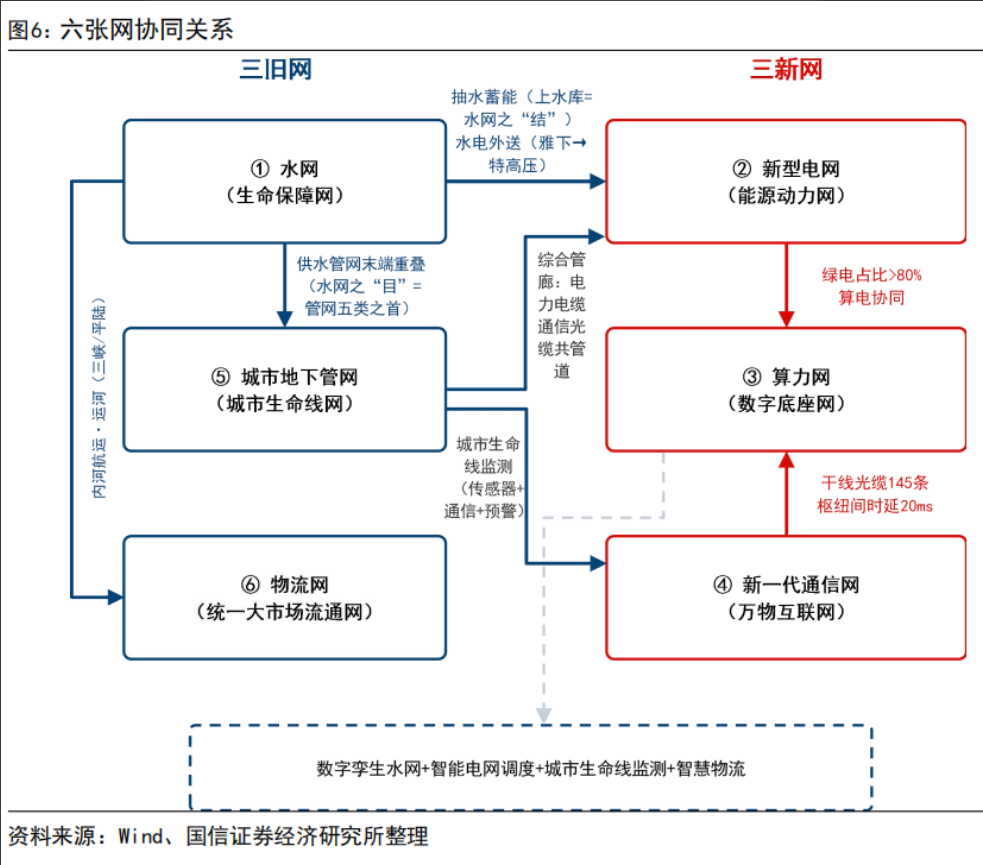 图6：六张网协同关系
三旧网
三新网
抽水蓄能（上水库=
水网之“结”）
水电外送（雅下→
特高压）
① 水网
（生命保障网）
② 新型电网
（能源动力网）
供水管网末端重叠
（水网之“目”=
管网五类之首）
综合管
廊：电
力电缆
通信光
缆共管
道
绿电占比>80%
算电协同
内河航运·运河（三峡/平陆）
⑤ 城市地下管网
（城市生命线网）
③ 算力网
（数字底座网）
城市生命
线监测
（传感器+
通信+预警）
干线光缆145条
枢纽间时延20ms
⑥ 物流网
（统一大市场流通网）
④ 新一代通信网
（万物互联网）
数字孪生水网+智能电网调度+城市生命线监测+智慧物流
资料来源：Wind、国信证券经济研究所整理